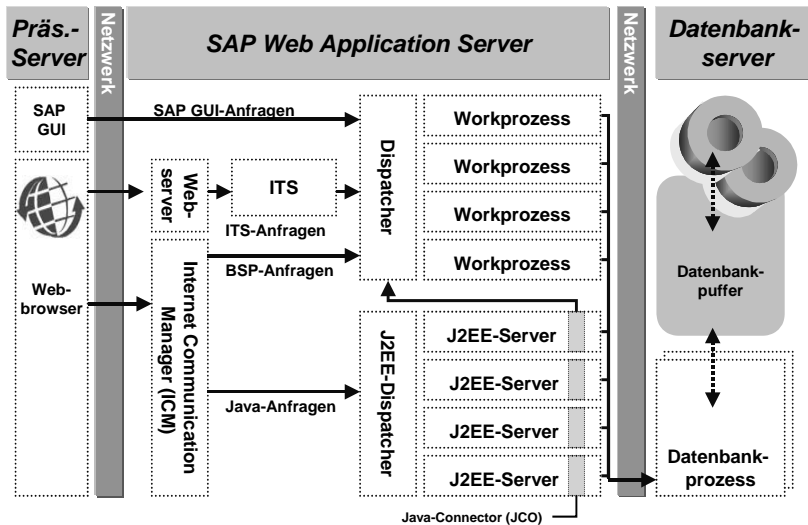 Präs.-
Server
Netzwerk
SAP Web Application Server
Netzwerk
Datenbank-
server
SAP
GUI
SAP GUI-Anfragen
Dispatcher
Workprozess
Workprozess
Workprozess
Workprozess
Web-
server
ITS
ITS-Anfragen
BSP-Anfragen
Web-
browser
Internet Communication
Manager (ICM)
Java-Anfragen
J2EE-Dispatcher
J2EE-Server
J2EE-Server
J2EE-Server
J2EE-Server
Java-Connector (JCO)
Datenbank-
puffer
Datenbank-
prozess